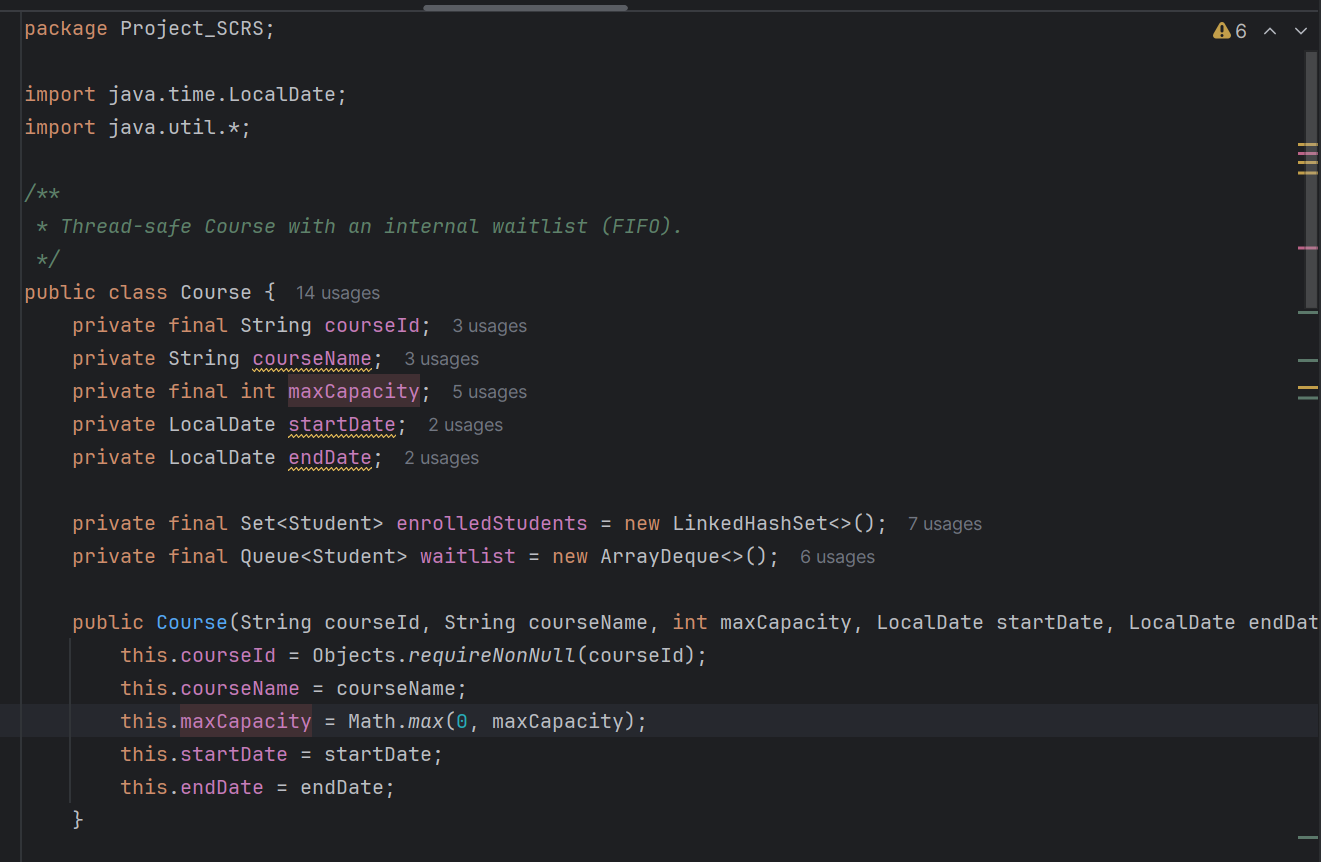 package Project_SCRS;
6
import java.time.LocalDate;
import java.util.*;
/**
 * Thread-safe Course with an internal waitlist (FIFO).
 */
public class Course {  14 usages
    private final String courseId;  3 usages
    private String courseName;  3 usages
    private final int maxCapacity;  5 usages
    private LocalDate startDate;  2 usages
    private LocalDate endDate;  2 usages
    private final Set<Student> enrolledStudents = new LinkedHashSet<>();  7 usages
    private final Queue<Student> waitlist = new ArrayDeque<>();  6 usages
    public Course(String courseId, String courseName, int maxCapacity, LocalDate startDate, LocalDate endDat
        this.courseId = Objects.requireNonNull(courseId);
        this.courseName = courseName;
        this.maxCapacity = Math.max(0, maxCapacity);
        this.startDate = startDate;
        this.endDate = endDate;
    }